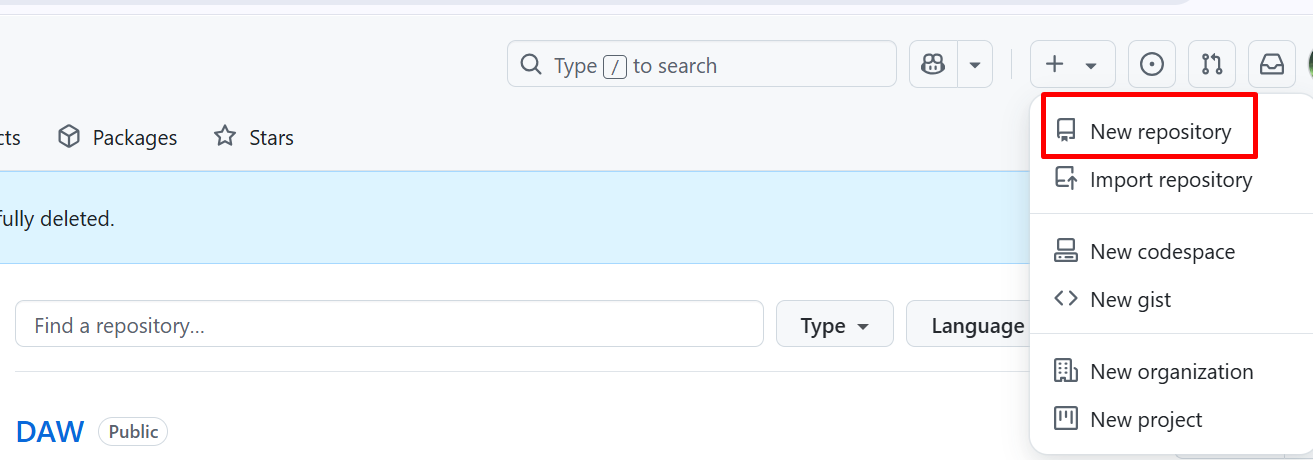 Type / to search
cts Packages Stars
New repository
Import repository
fully deleted.
New codespace
New gist
Find a repository... Type Language
New organization
New project
DAW Public